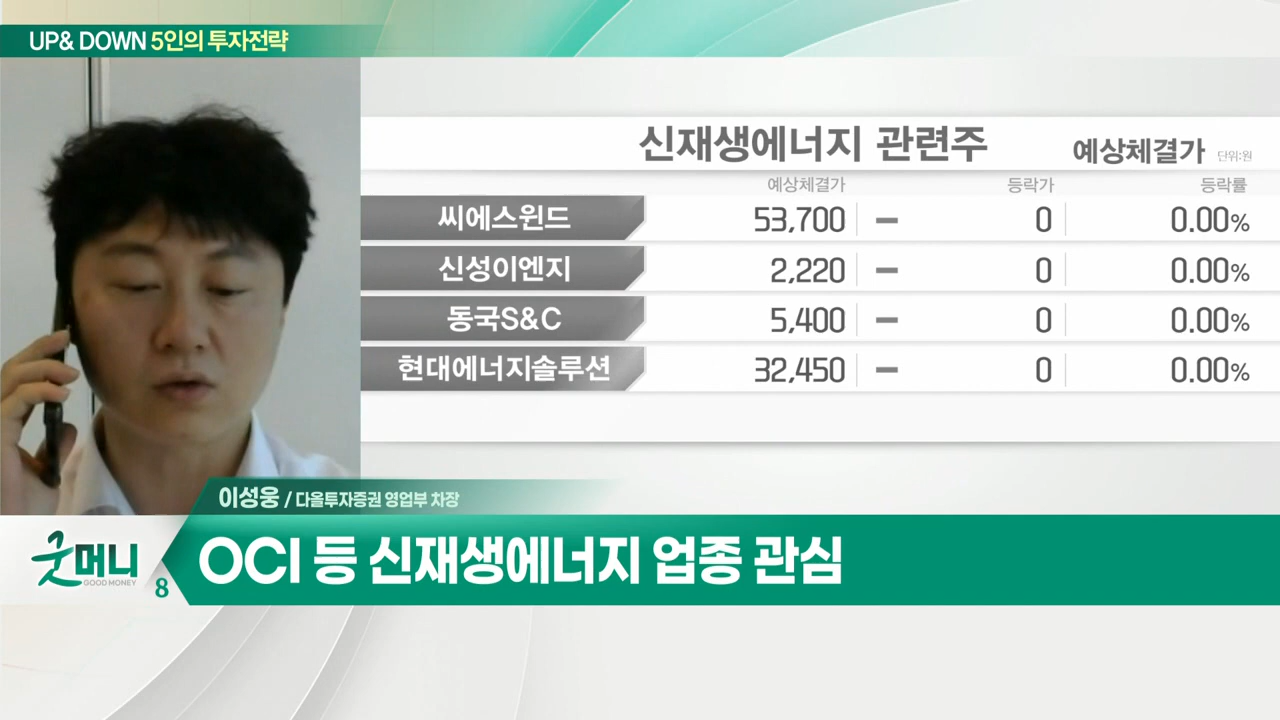 UP& DOWN 5인의 투자전략
신재생에너지 관련주 예상체결가 단위:원
예상체결가 등락가 등락률
씨에스윈드 53,700 – 0 0.00%
신성이엔지 2,220 – 0 0.00%
동국S&C 5,400 – 0 0.00%
현대에너지솔루션 32,450 – 0 0.00%
이성웅 / 다올투자증권 영업부 차장
굿머니
GOOD MONEY
8
OCI 등 신재생에너지 업종 관심